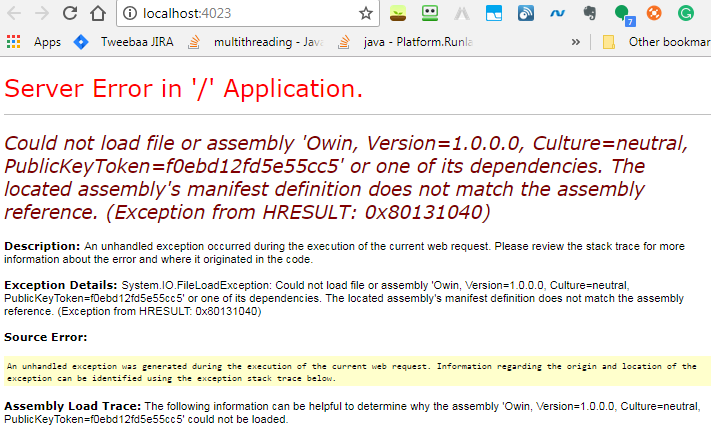 localhost:4023
7
Apps Tweebaa JIRA multithreading - Java java - Platform.Runla » Other bookmar
Server Error in '/' Application.
Could not load file or assembly 'Owin, Version=1.0.0.0, Culture=neutral,
PublicKeyToken=f0ebd12fd5e55cc5' or one of its dependencies. The
located assembly's manifest definition does not match the assembly
reference. (Exception from HRESULT: 0x80131040)
Description: An unhandled exception occurred during the execution of the current web request. Please review the stack trace for more
information about the error and where it originated in the code.
Exception Details: System.IO.FileLoadException: Could not load file or assembly 'Owin, Version=1.0.0.0, Culture=neutral,
PublicKeyToken=f0ebd12fd5e55cc5' or one of its dependencies. The located assembly's manifest definition does not match the assembly
reference. (Exception from HRESULT: 0x80131040)
Source Error:
An unhandled exception was generated during the execution of the current web request. Information regarding the origin and location of the
exception can be identified using the exception stack trace below.
Assembly Load Trace: The following information can be helpful to determine why the assembly 'Owin, Version=1.0.0.0, Culture=neutral,
PublicKeyToken=f0ebd12fd5e55cc5' could not be loaded.